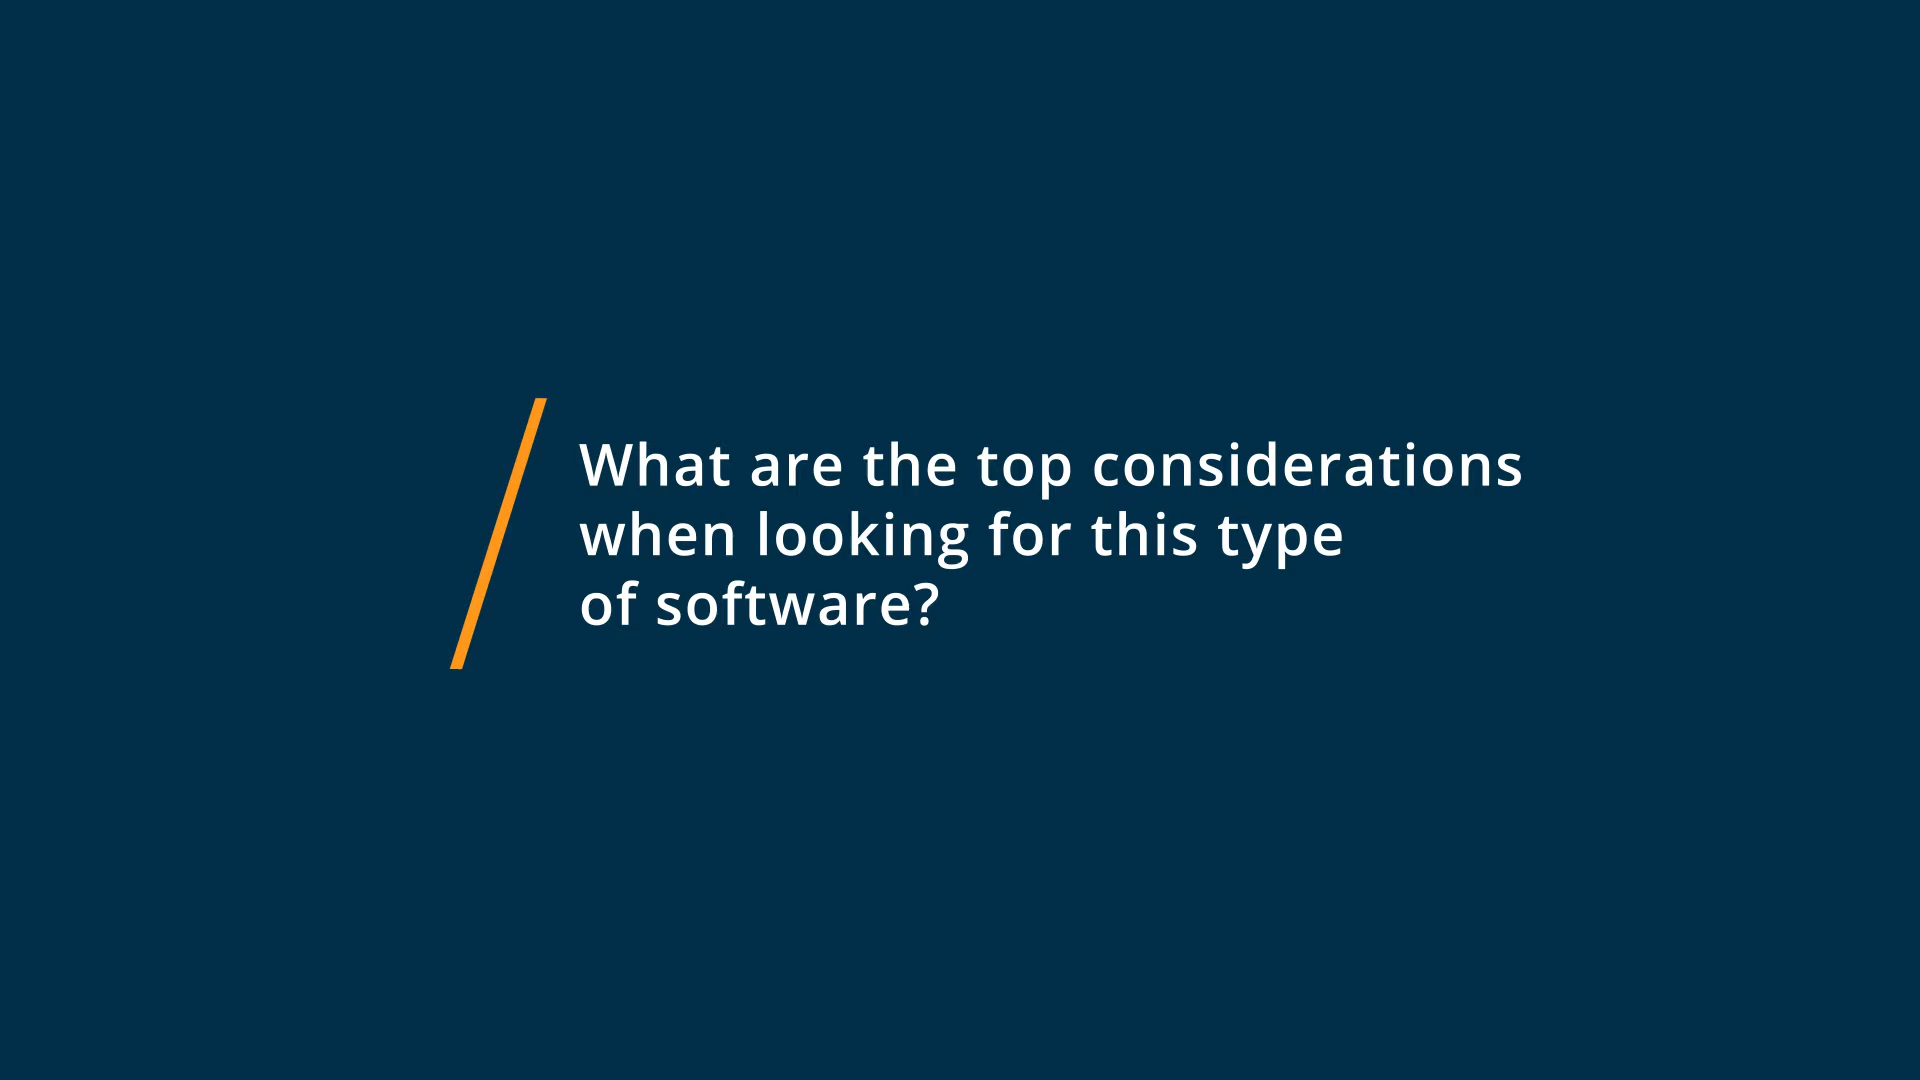 What are the top considerations
when looking for this type
of software?